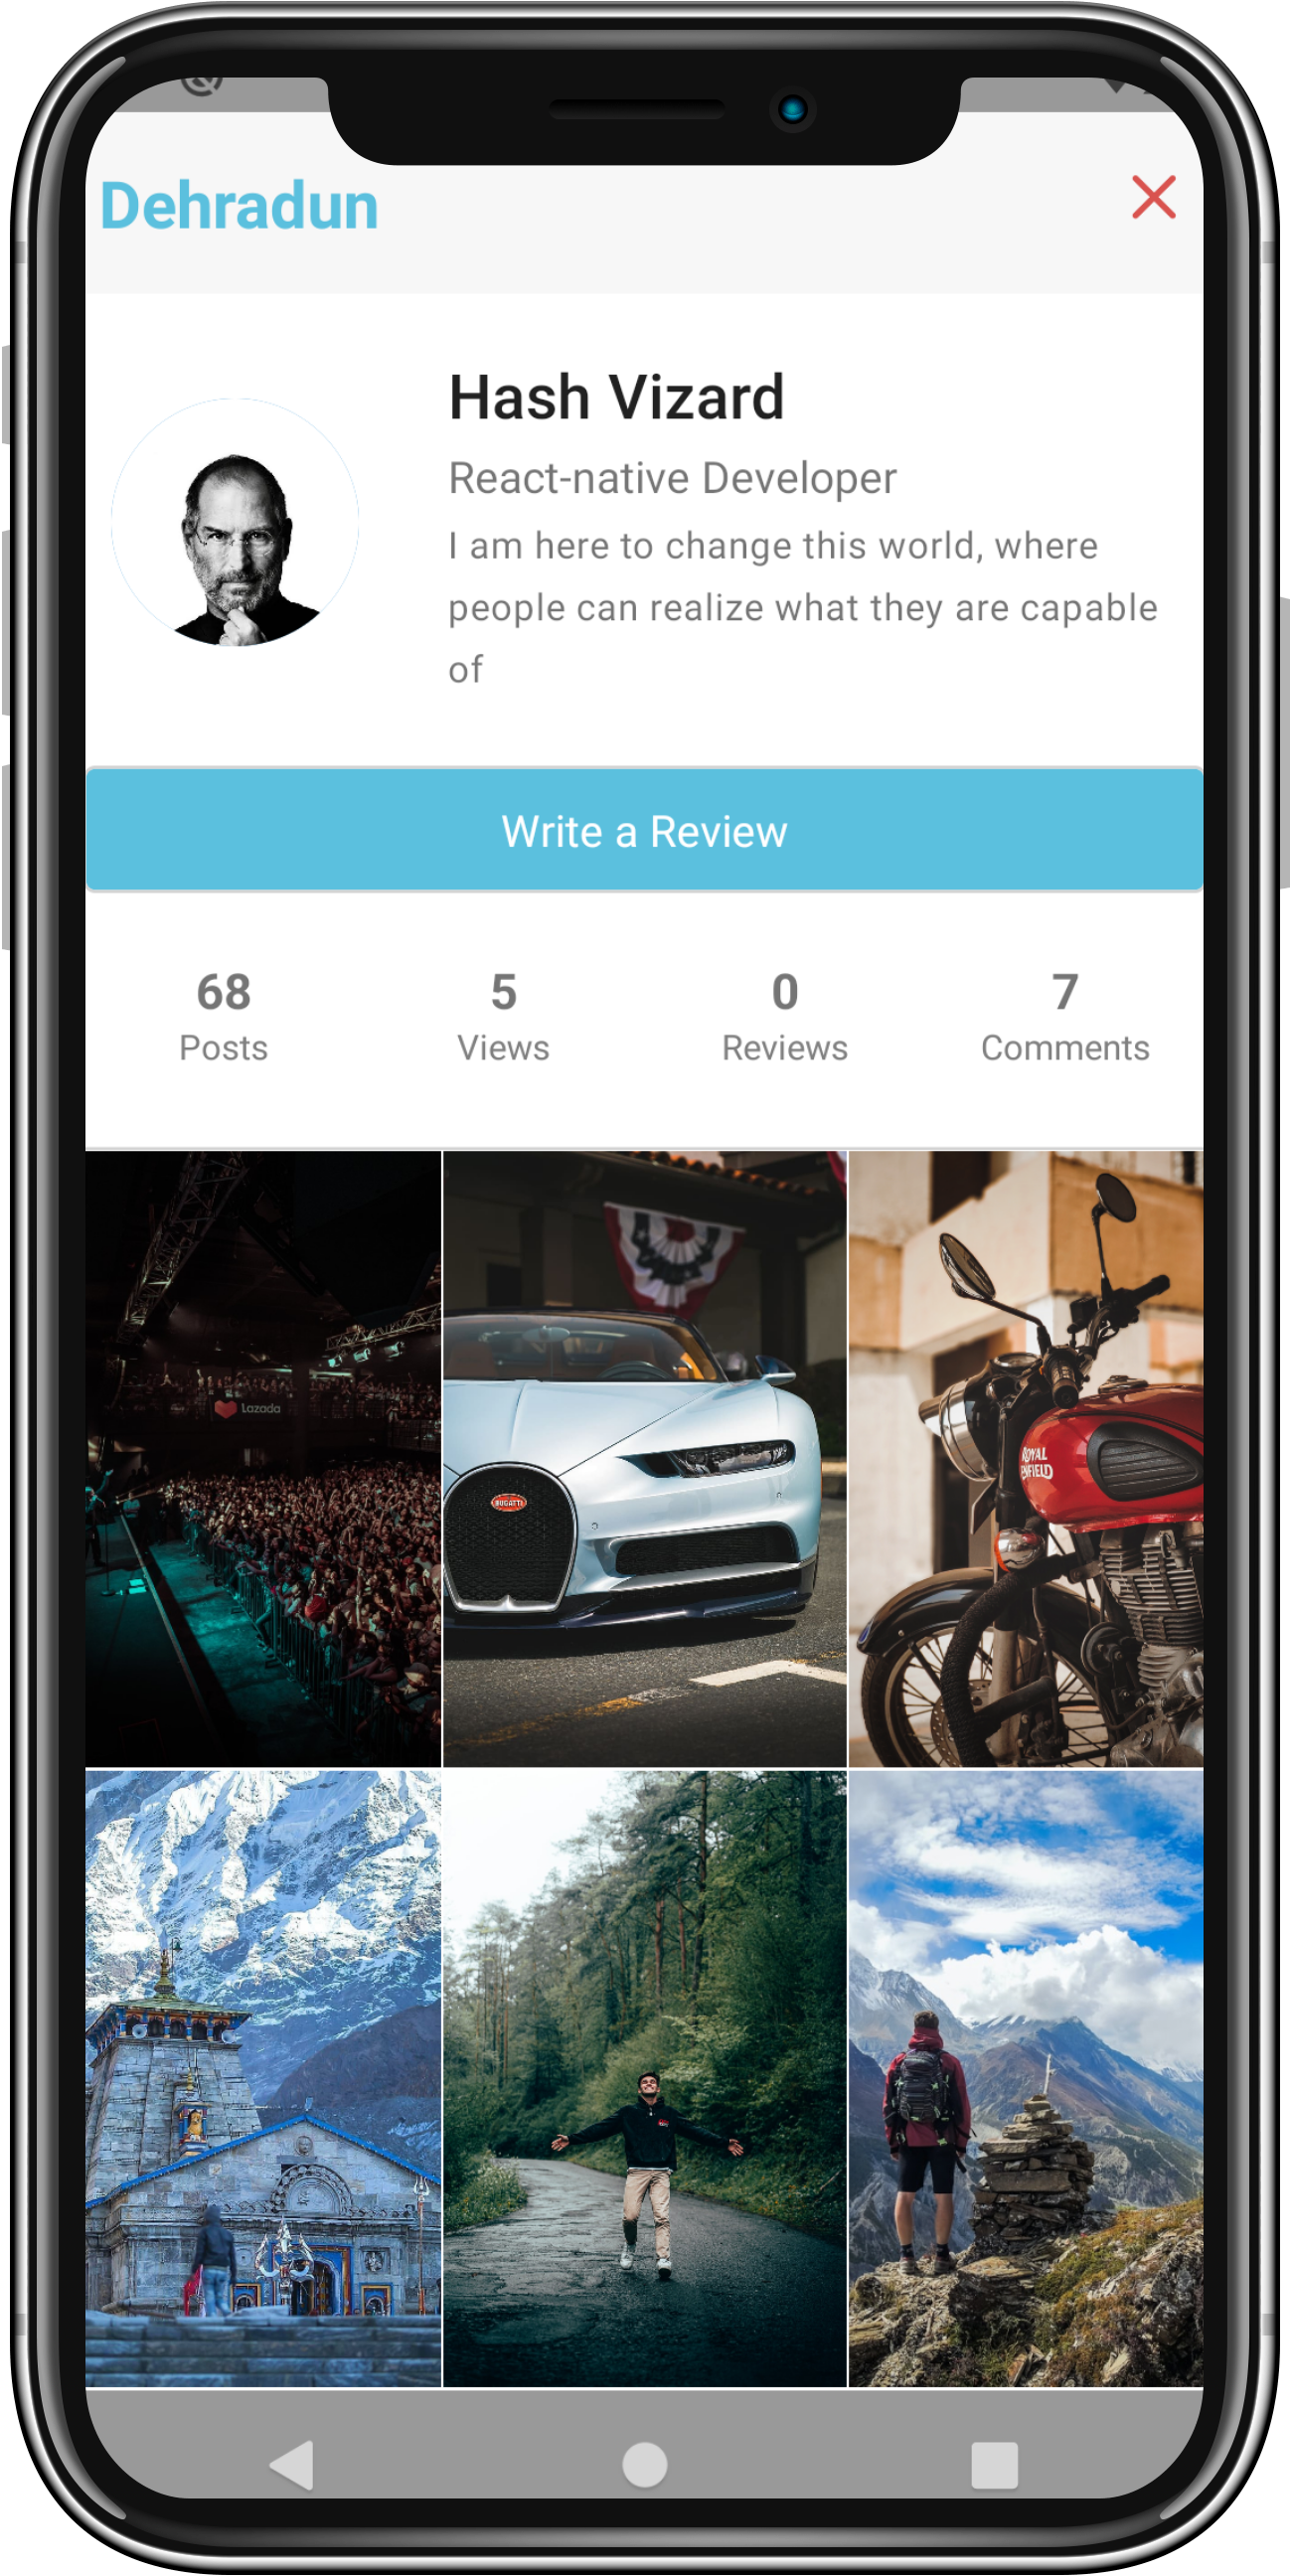 Dehradun
Hash Vizard
React-native Developer
I am here to change this world, where
people can realize what they are capable
of
Write a Review
68
Posts
5
Views
0
Reviews
7
Comments
Lazada
BUGATTI
ROYAL
ENFIELD